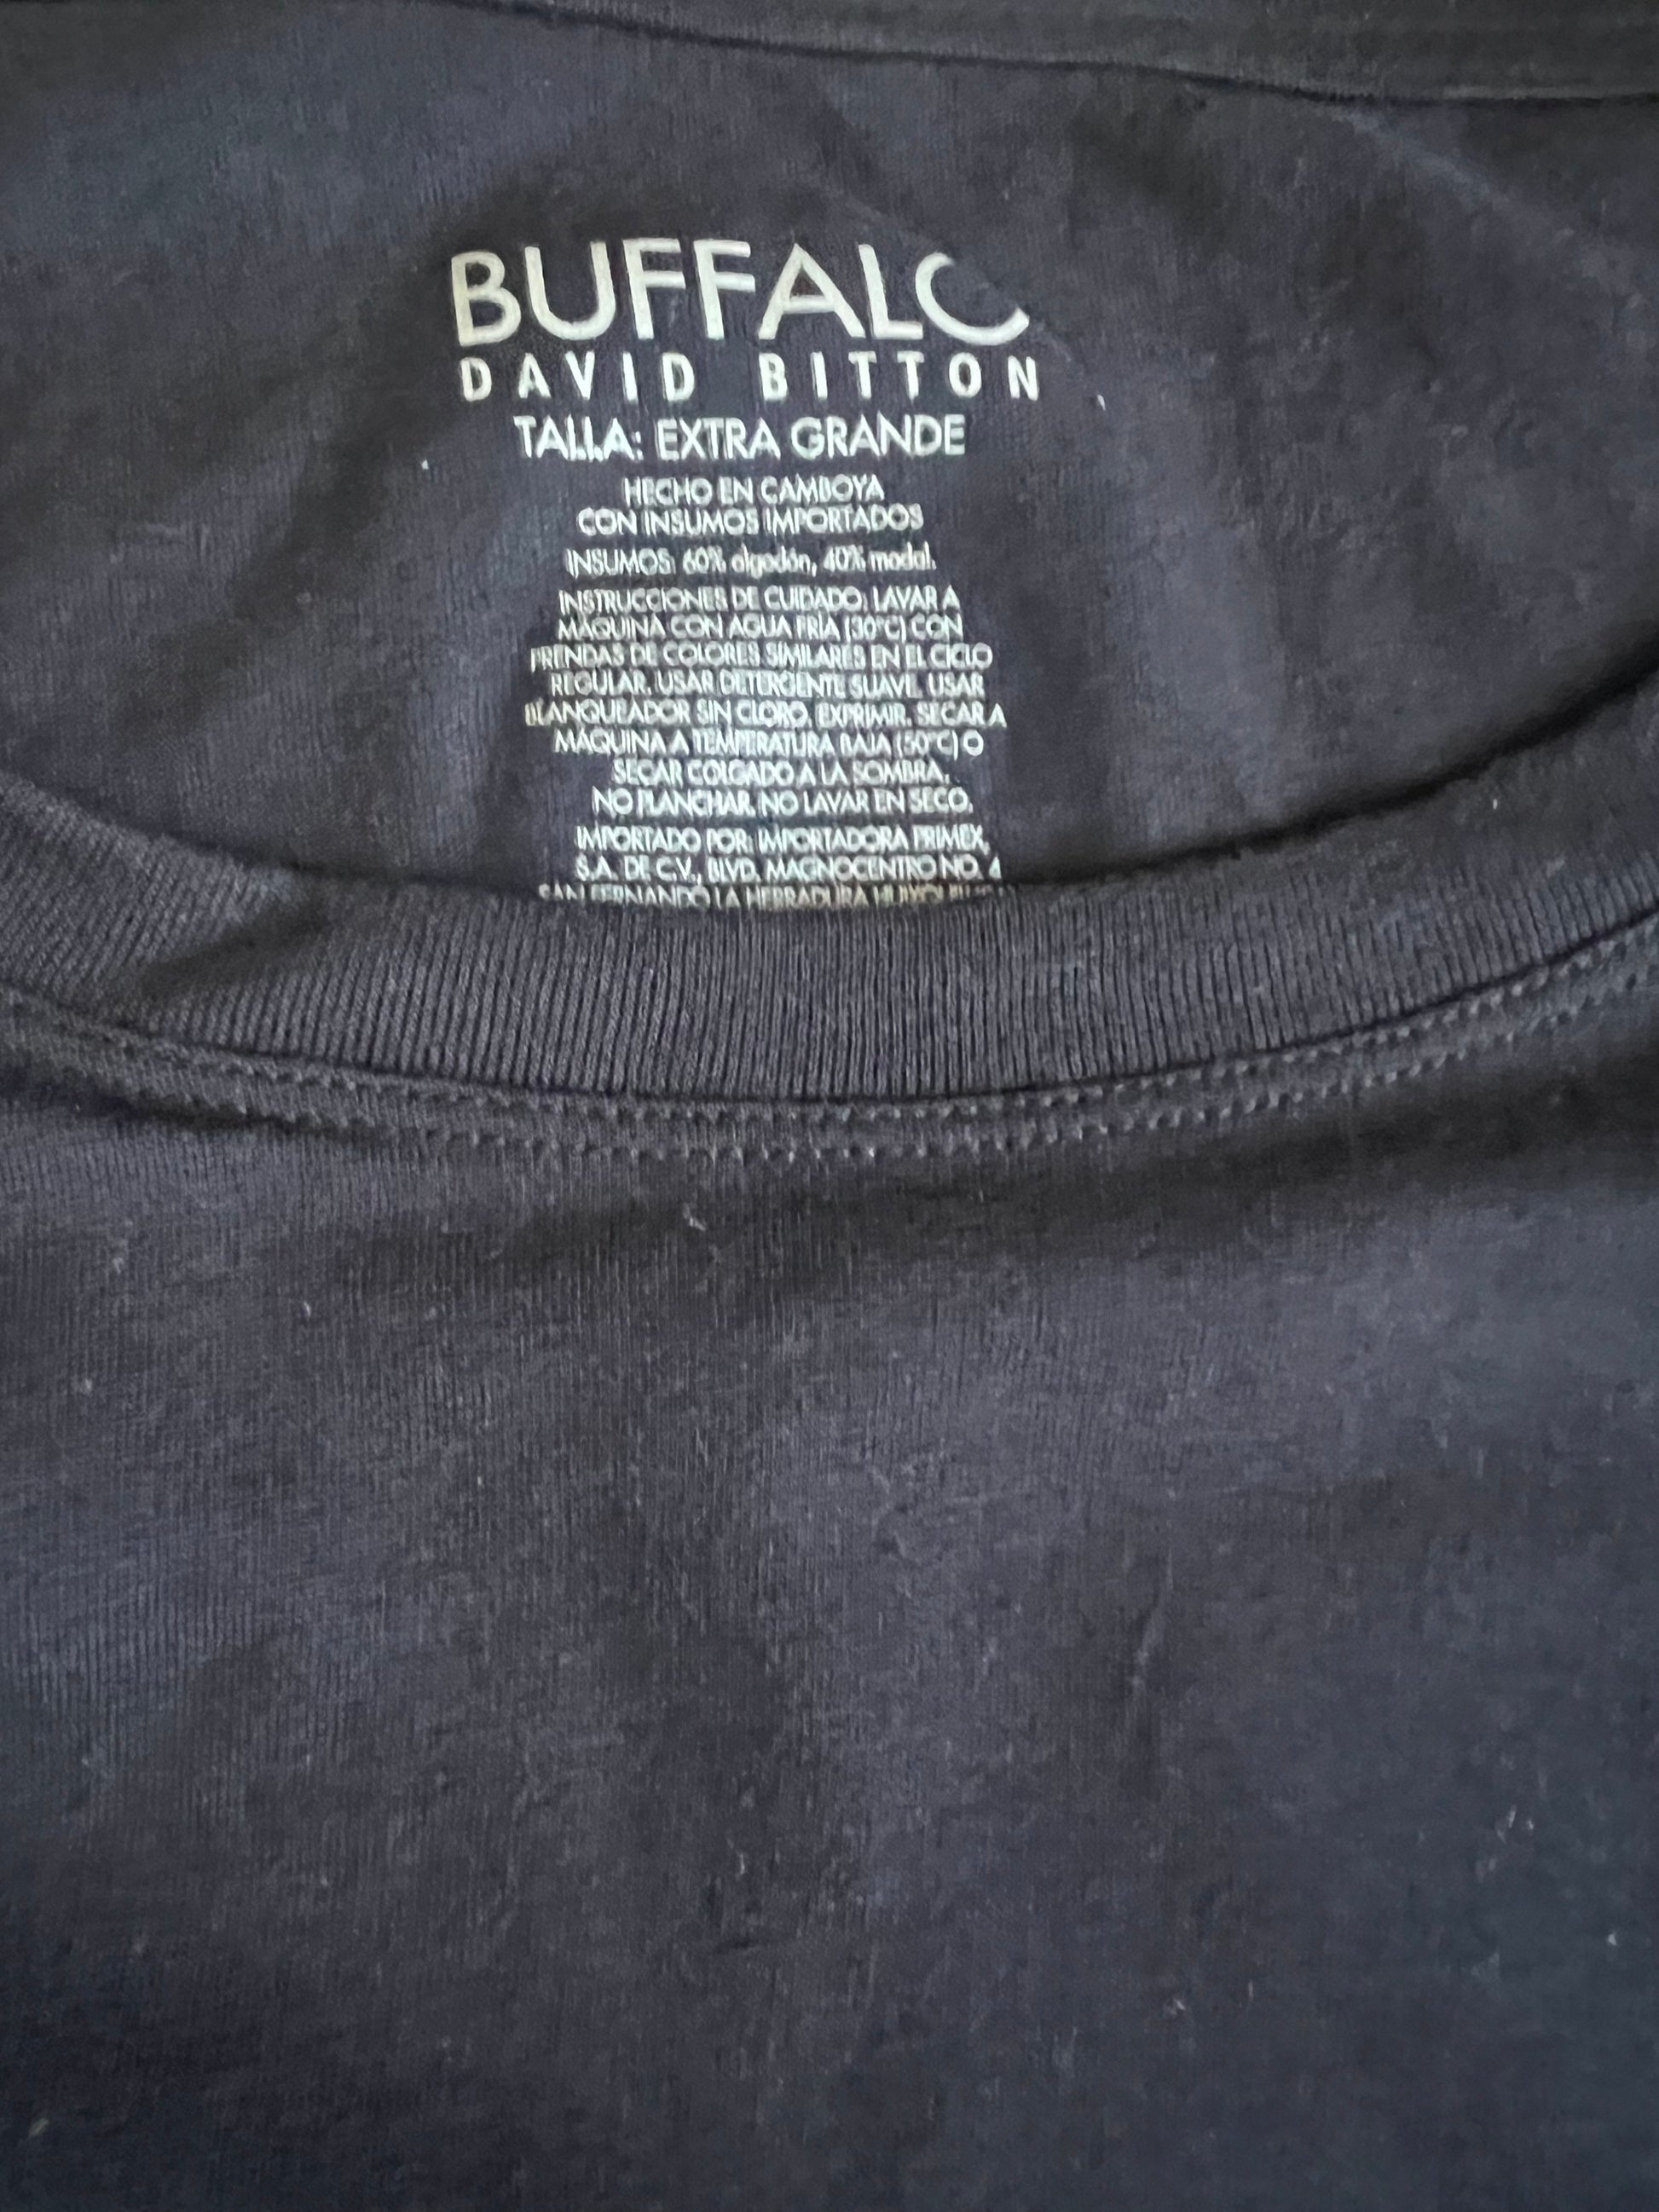 BUFFALO
DAVID BITTON
TALLA: EXTRA GRANDE
HECHO EN CAMBOYA
CON INSUMOS IMPORTADOS
INSUMOS: 60% algodón, 40% modal.
INSTRUCCIONES DE CUIDADO: LAVAR A
MÁQUINA CON AGUA FRÍA (30°C) CON
PRENDAS DE COLORES SIMILARES EN EL CICLO
REGULAR. USAR DETERGENTE SUAVE. USAR
BLANQUEADOR SIN CLORO. EXPRIMIR. SECAR A
MÁQUINA A TEMPERATURA BAJA (50°C) O
SECAR COLGADO A LA SOMBRA.
NO PLANCHAR. NO LAVAR EN SECO.
IMPORTADO POR: IMPORTADORA PRIMEX,
S.A. DE C.V., BLVD. MAGNOCENTRO NO. 4
SAN FERNANDO LA HERRADURA